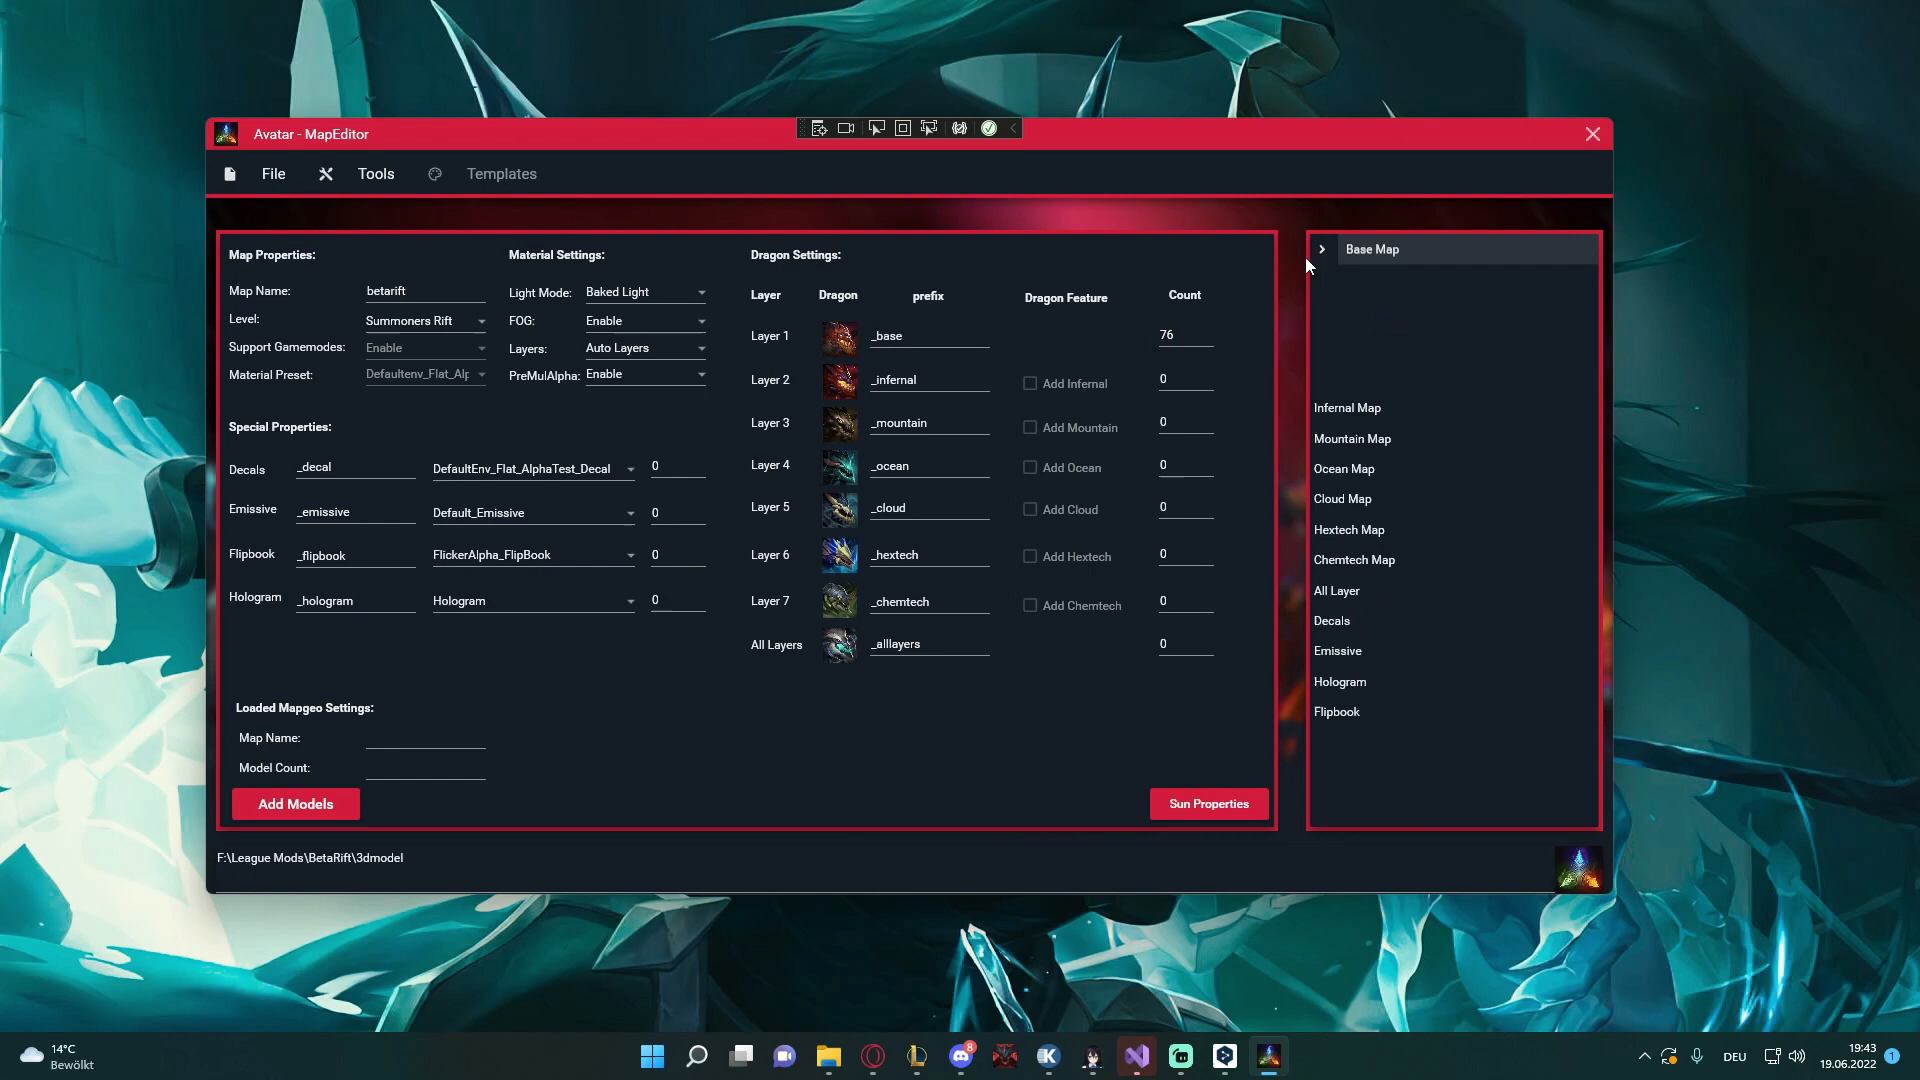 Avatar - MapEditor
File
Tools
Templates
Map Properties:
Map Name: betarift
Level: Summoners Rift
Support Gamemodes: Enable
Material Preset: Defaultenv_Flat_Alp
Material Settings:
Light Mode: Baked Light
FOG: Enable
Layers: Auto Layers
PreMulAlpha: Enable
Special Properties:
Decals _decal DefaultEnv_Flat_AlphaTest_Decal 0
Emissive _emissive Default_Emissive 0
Flipbook _flipbook FlickerAlpha_FlipBook 0
Hologram _hologram Hologram 0
Dragon Settings:
Layer Dragon prefix Dragon Feature Count
Layer 1 _base 76
Layer 2 _infernal Add Infernal 0
Layer 3 _mountain Add Mountain 0
Layer 4 _ocean Add Ocean 0
Layer 5 _cloud Add Cloud 0
Layer 6 _hextech Add Hextech 0
Layer 7 _chemtech Add Chemtech 0
All Layers _alllayers 0
Loaded Mapgeo Settings:
Map Name:
Model Count:
Add Models
Sun Properties
Base Map
Infernal Map
Mountain Map
Ocean Map
Cloud Map
Hextech Map
Chemtech Map
All Layer
Decals
Emissive
Hologram
Flipbook
F:\League Mods\BetaRift\3dmodel
14°C
Bewölkt
8
K
DEU
19:43
19.06.2022
1